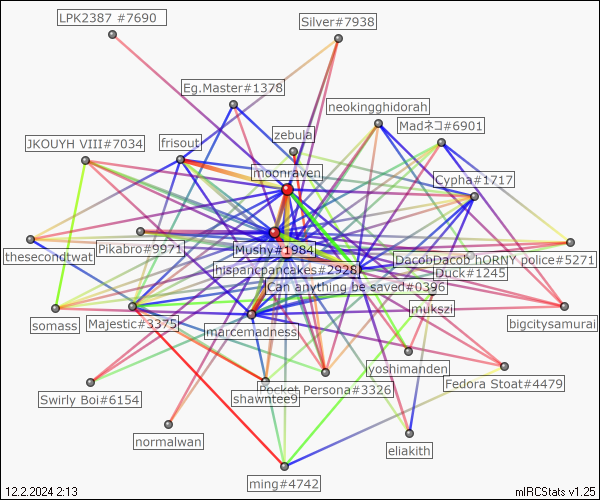 LPK2387 #7690
Silver#7938
Eg.Master#1378
neokingghidorah
Madネコ#6901
zebula
JKOUYH VIII#7034
frisout
moonraven
Cypha#1717
thesecondtwat
Pikabro#9971
Mushy#1984
DacobDacob hORNY police#5271
hispancpancakes#2928
Duck#1245
Can anything be saved#0396
mukszi
somass
Majestic#3375
marcemadness
bigcitysamurai
yoshimanden
Swirly Boi#6154
Pocket Persona#3326
Fedora Stoat#4479
shawntee9
normalwan
eliakith
ming#4742
12.2.2024 2:13
mIRCStats v1.25